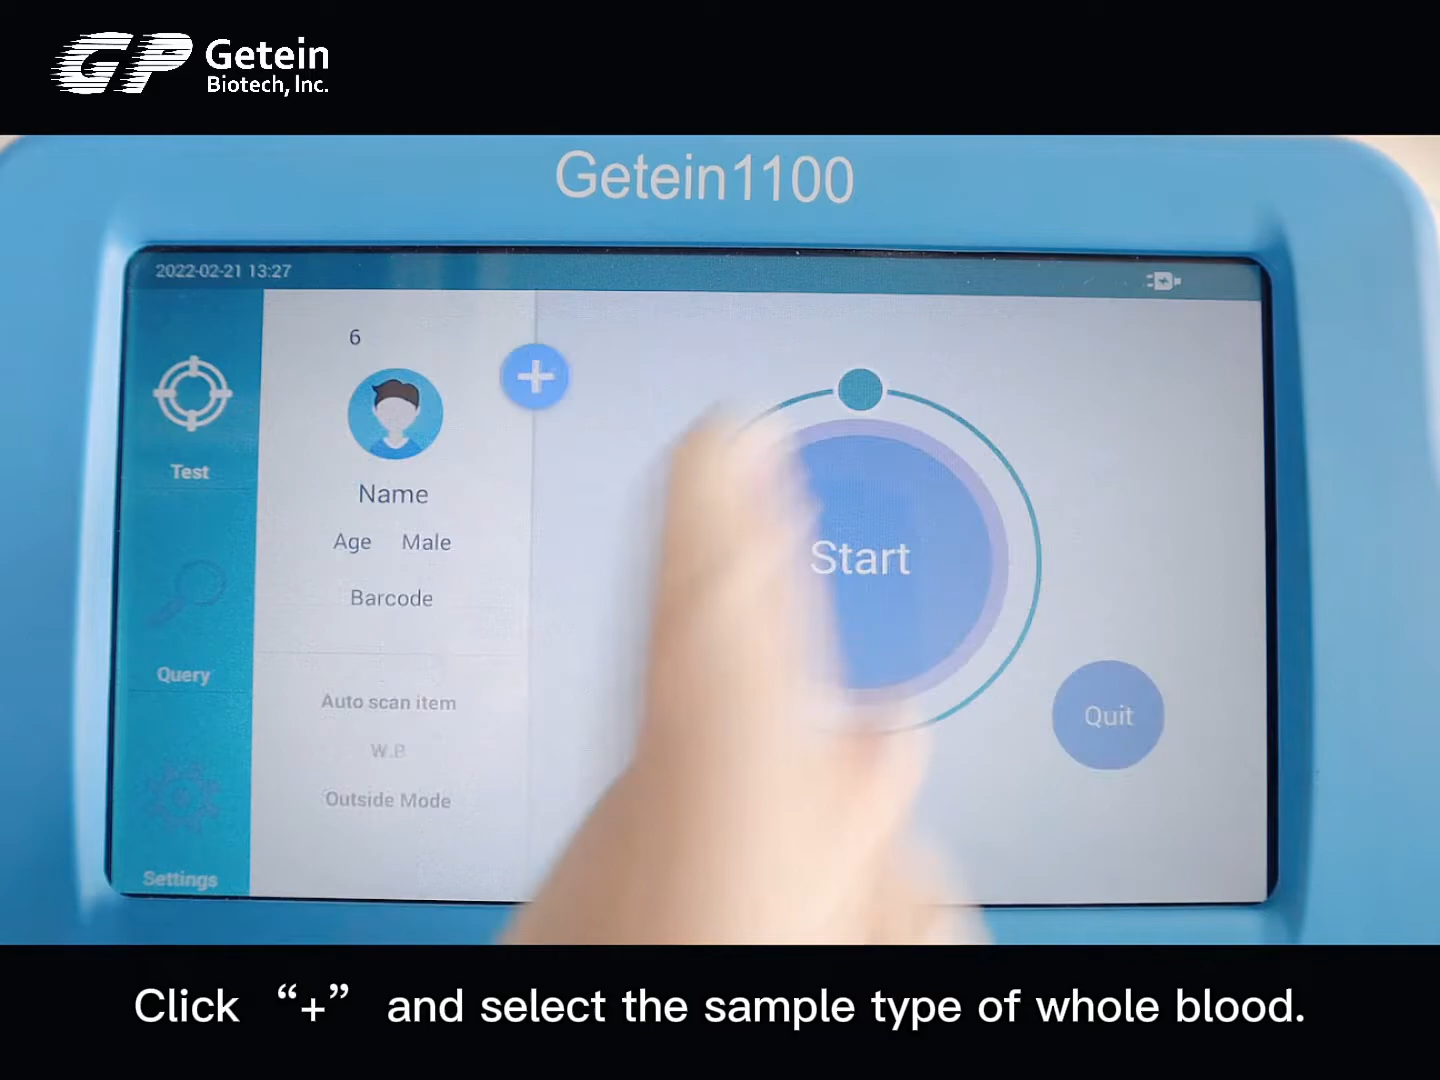 GP Getein
Biotech, Inc.
Getein1100
2022-02-21 13:27
6
Test
Name
Age Male
Start
Barcode
Query
Auto scan item
Quit
W.B
Outside Mode
Settings
Click “+” and select the sample type of whole blood.